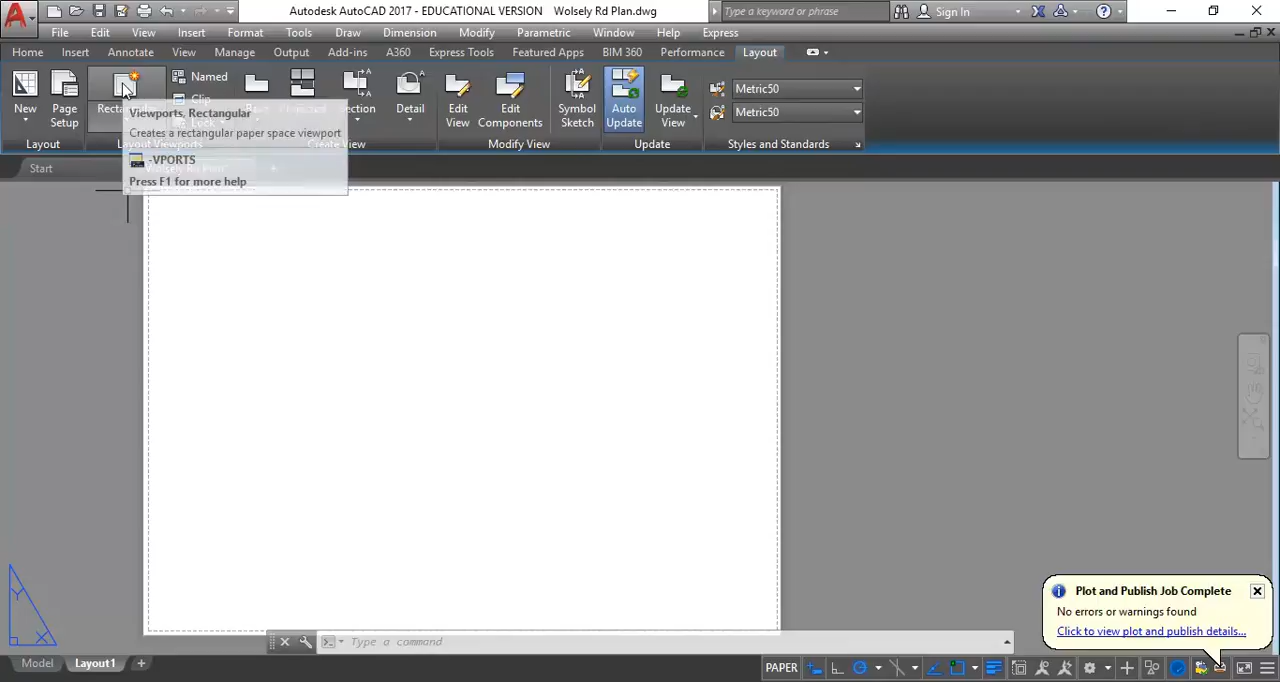 Autodesk AutoCAD 2017 - EDUCATIONAL VERSION Wolsely Rd Plan.dwg
Type a keyword or phrase
Sign In
File Edit View Insert Format Tools Draw Dimension Modify Parametric Window Help Express
Home Insert Annotate View Manage Output Add-ins A360 Express Tools Featured Apps BIM 360 Performance Layout
New
Page Setup
Named
Clip
Lock
Detail
Edit View
Edit Components
Symbol Sketch
Auto Update
Update View
Metric50
Metric50
Layout
Create View
Modify View
Update
Styles and Standards
Viewports, Rectangular
Creates a rectangular paper space viewport
-VPORTS
Press F1 for more help
Start
Y
X
Type a command
Plot and Publish Job Complete
No errors or warnings found
Click to view plot and publish details...
Model Layout1
PAPER